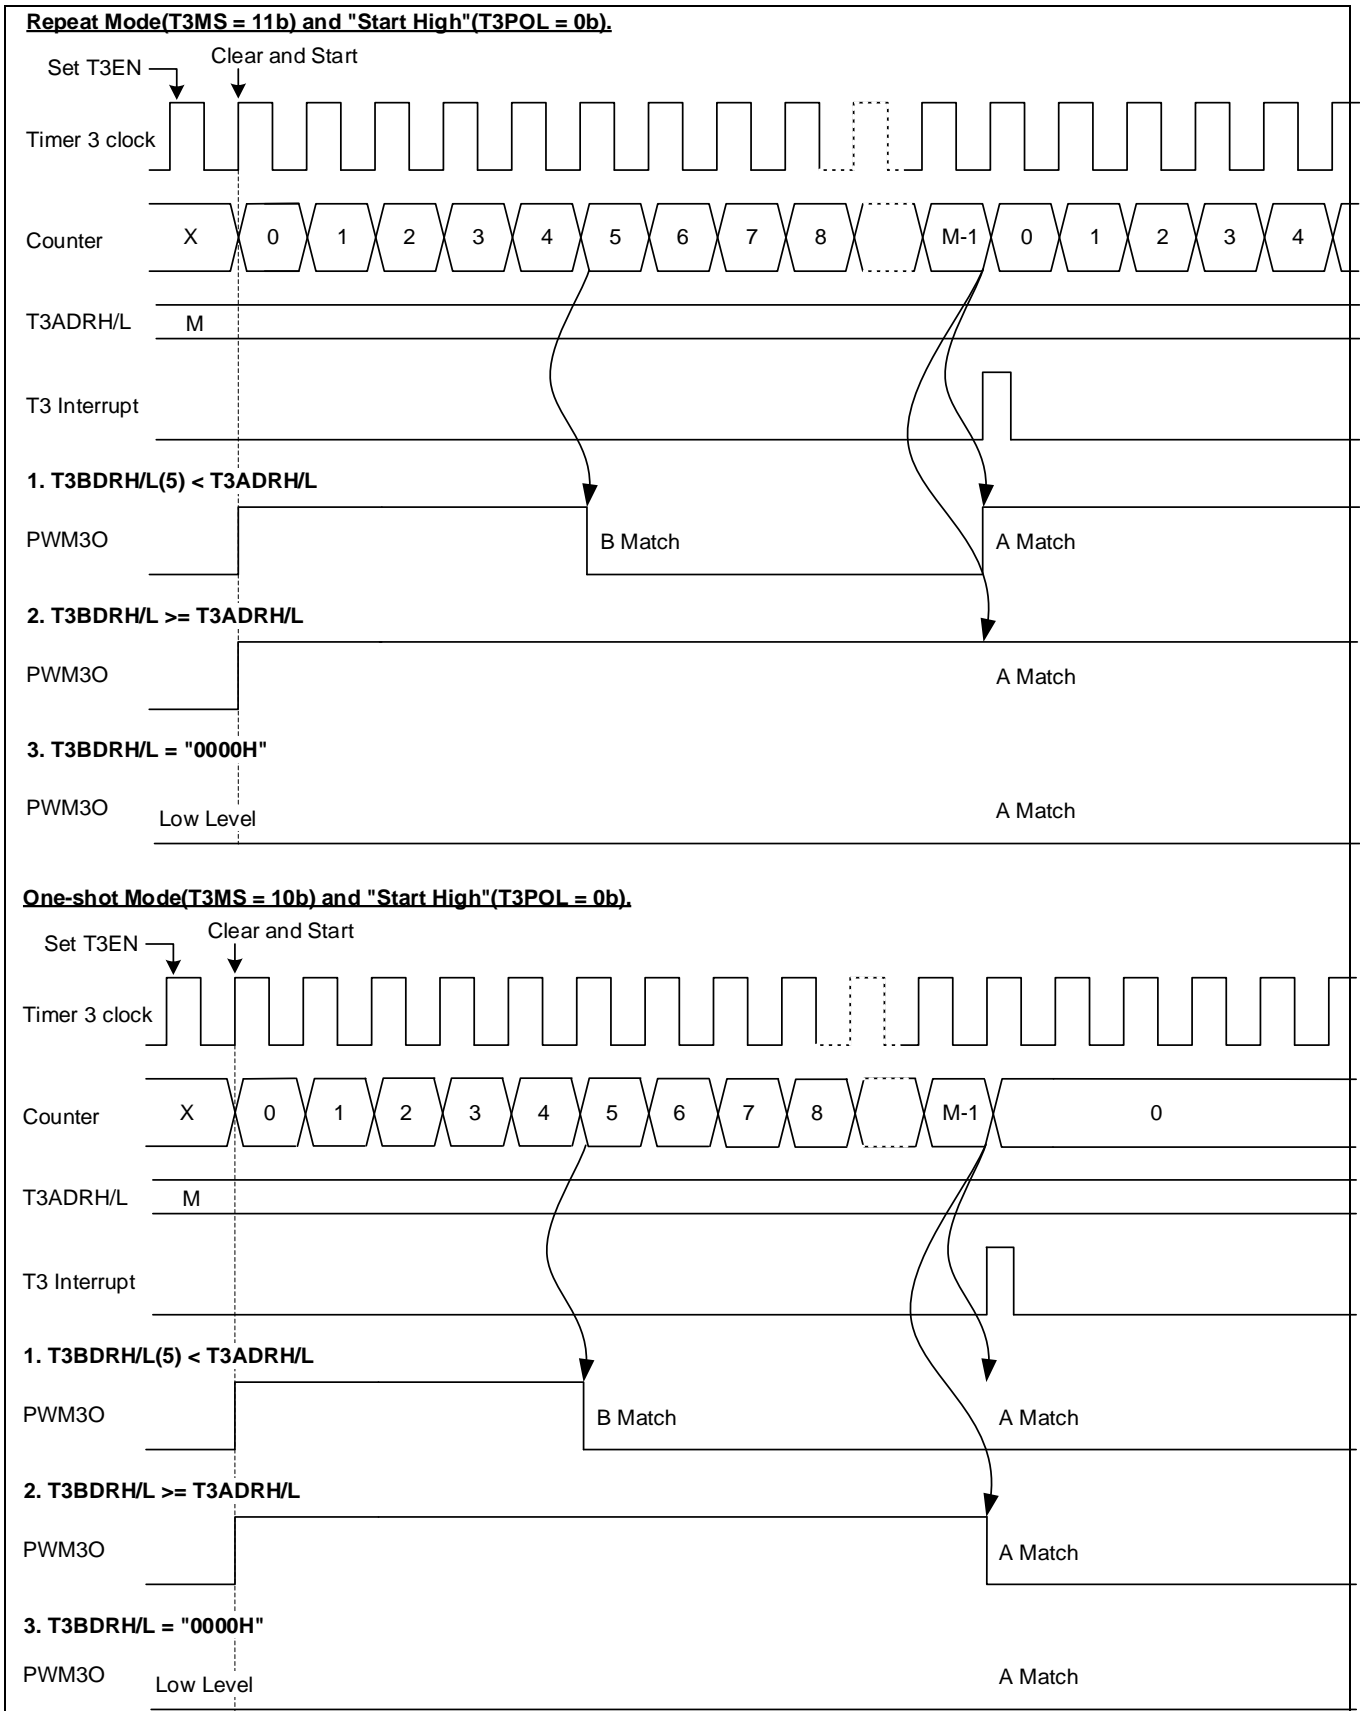 Repeat Mode(T3MS = 11b) and "Start High"(T3POL = 0b).
Set T3EN
Clear and Start
Timer 3 clock
Counter X 0 1 2 3 4 5 6 7 8 M-1 0 1 2 3 4
T3ADRH/L M
T3 Interrupt
1. T3BDRH/L(5) < T3ADRH/L
PWM3O B Match A Match
2. T3BDRH/L >= T3ADRH/L
PWM3O A Match
3. T3BDRH/L = "0000H"
PWM3O Low Level A Match
One-shot Mode(T3MS = 10b) and "Start High"(T3POL = 0b).
Set T3EN
Clear and Start
Timer 3 clock
Counter X 0 1 2 3 4 5 6 7 8 M-1 0
T3ADRH/L M
T3 Interrupt
1. T3BDRH/L(5) < T3ADRH/L
PWM3O B Match A Match
2. T3BDRH/L >= T3ADRH/L
PWM3O A Match
3. T3BDRH/L = "0000H"
PWM3O Low Level A Match